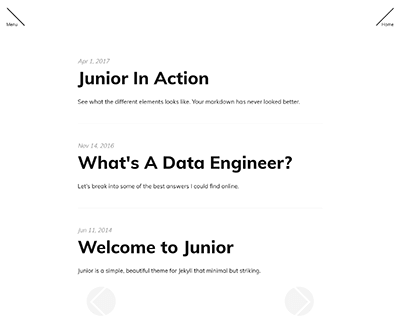 Menu
Home
Apr 1, 2017
Junior In Action
See what the different elements looks like. Your markdown has never looked better.
Nov 14, 2016
What's A Data Engineer?
Let's break into some of the best answers I could find online.
Jun 11, 2014
Welcome to Junior
Junior is a simple, beautiful theme for Jekyll that minimal but striking.